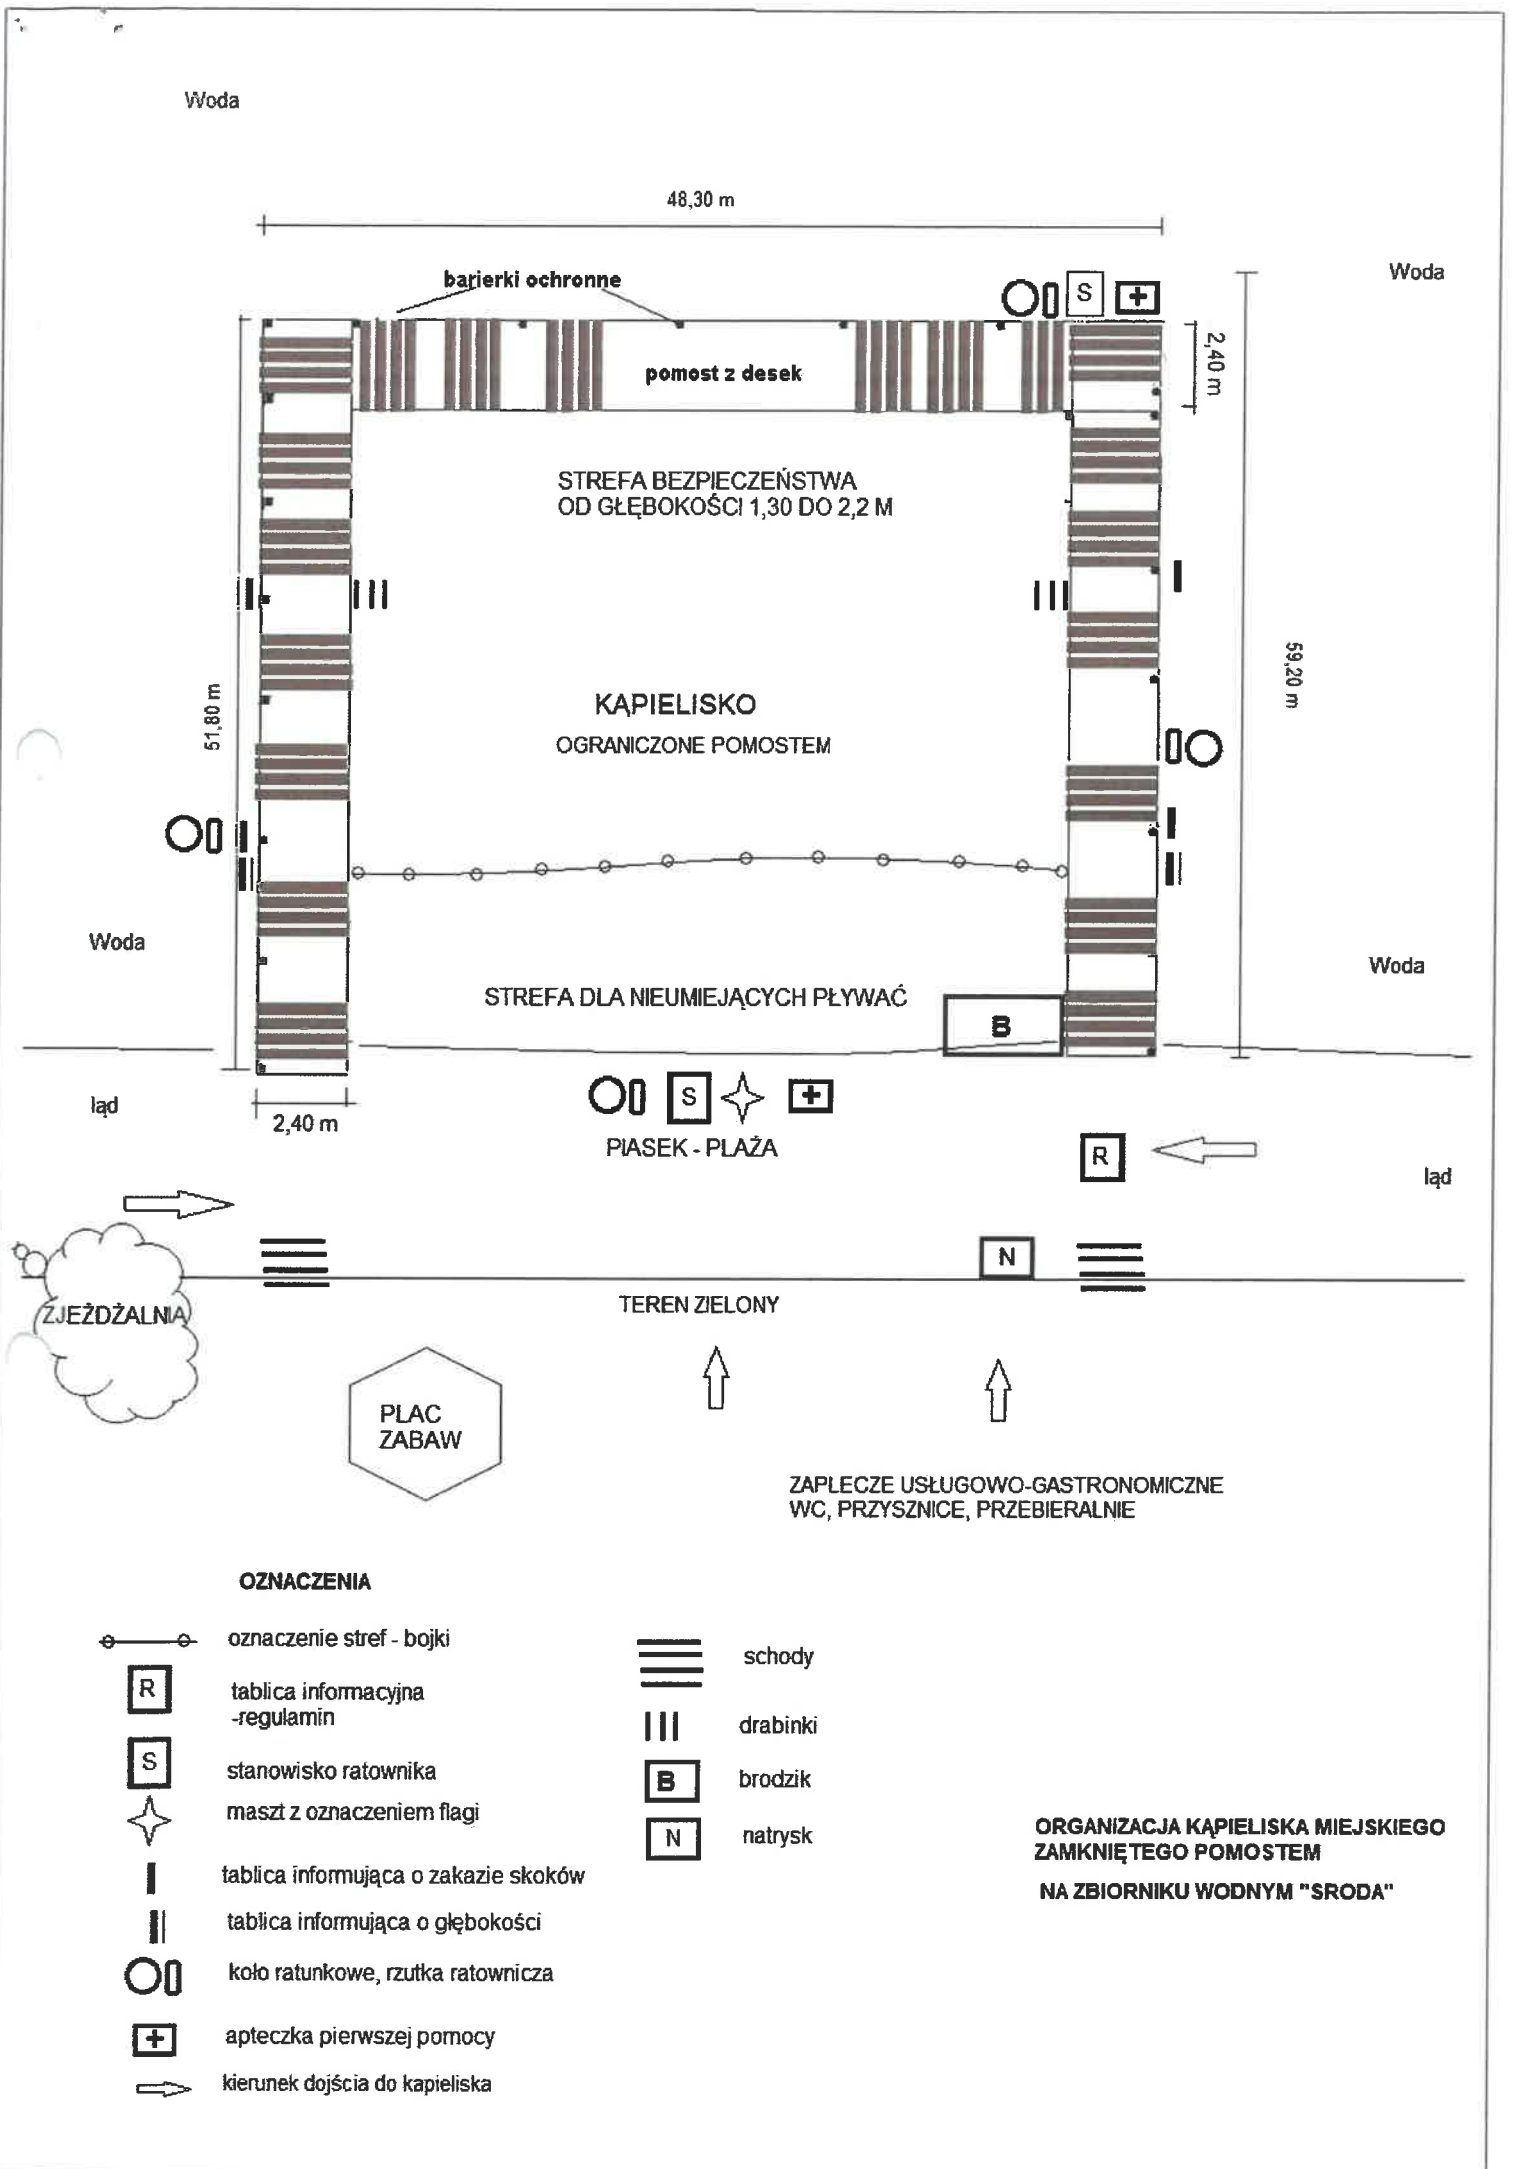 Woda
48,30 m
Woda
barierki ochronne
S
2,40 m
pomost z desek
STREFA BEZPIECZEŃSTWA
OD GŁĘBOKOŚCI 1,30 DO 2,2 M
59,20 m
51,80 m
KĄPIELISKO
OGRANICZONE POMOSTEM
Woda
Woda
STREFA DLA NIEUMIEJĄCYCH PŁYWAĆ
B
ląd
2,40 m
S
PIASEK - PLAŻA
R
ląd
N
ZJEŻDŻALNIA
TEREN ZIELONY
PLAC
ZABAW
ZAPLECZE USŁUGOWO-GASTRONOMICZNE
WC, PRZYSZNICE, PRZEBIERALNIE
OZNACZENIA
oznaczenie stref - bojki
R
tablica informacyjna
-regulamin
S
stanowisko ratownika
maszt z oznaczeniem flagi
tablica informująca o zakazie skoków
tablica informująca o głębokości
koło ratunkowe, rzutka ratownicza
apteczka pierwszej pomocy
kierunek dojścia do kapieliska
schody
drabinki
B
brodzik
N
natrysk
ORGANIZACJA KĄPIELISKA MIEJSKIEGO
ZAMKNIĘTEGO POMOSTEM
NA ZBIORNIKU WODNYM "SRODA"